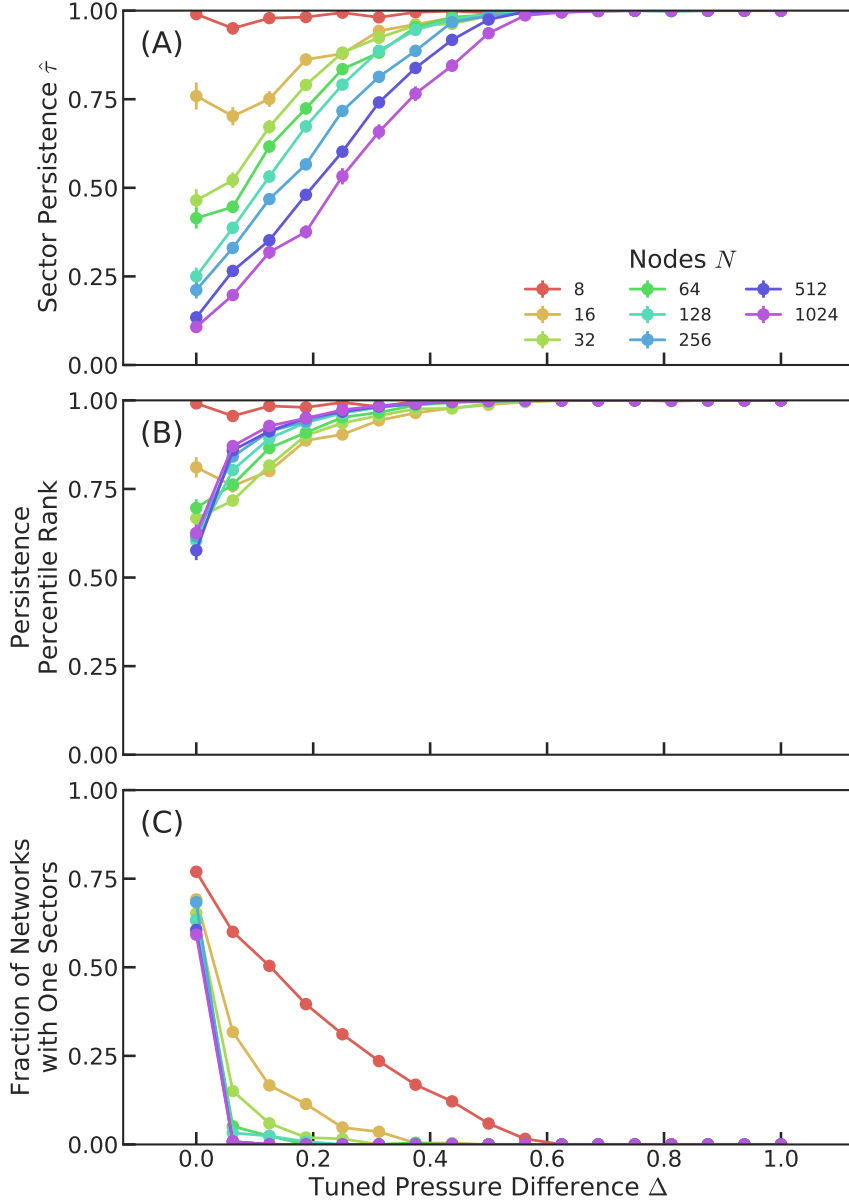 (A)
1.00
0.75
0.50
0.25
0.00
Sector Persistence τ̂
Nodes N
8
16
32
64
128
256
512
1024
(B)
1.00
0.75
0.50
0.25
0.00
Persistence
Percentile Rank
(C)
1.00
0.75
0.50
0.25
0.00
Fraction of Networks
with One Sectors
0.0 0.2 0.4 0.6 0.8 1.0
Tuned Pressure Difference Δ